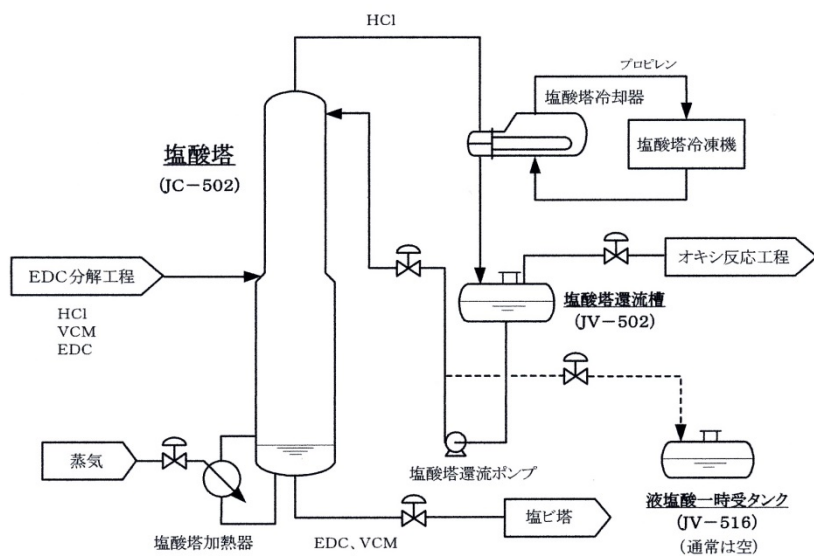 HCl
プロピレン
塩酸塔冷却器
塩酸塔冷凍機
塩酸塔
(JC－502)
EDC分解工程
HCl
VCM
EDC
オキシ反応工程
塩酸塔還流槽
(JV－502)
蒸気
塩酸塔還流ポンプ
塩酸塔加熱器
EDC、VCM
塩ビ塔
液塩酸一時受タンク
(JV－516)
(通常は空)